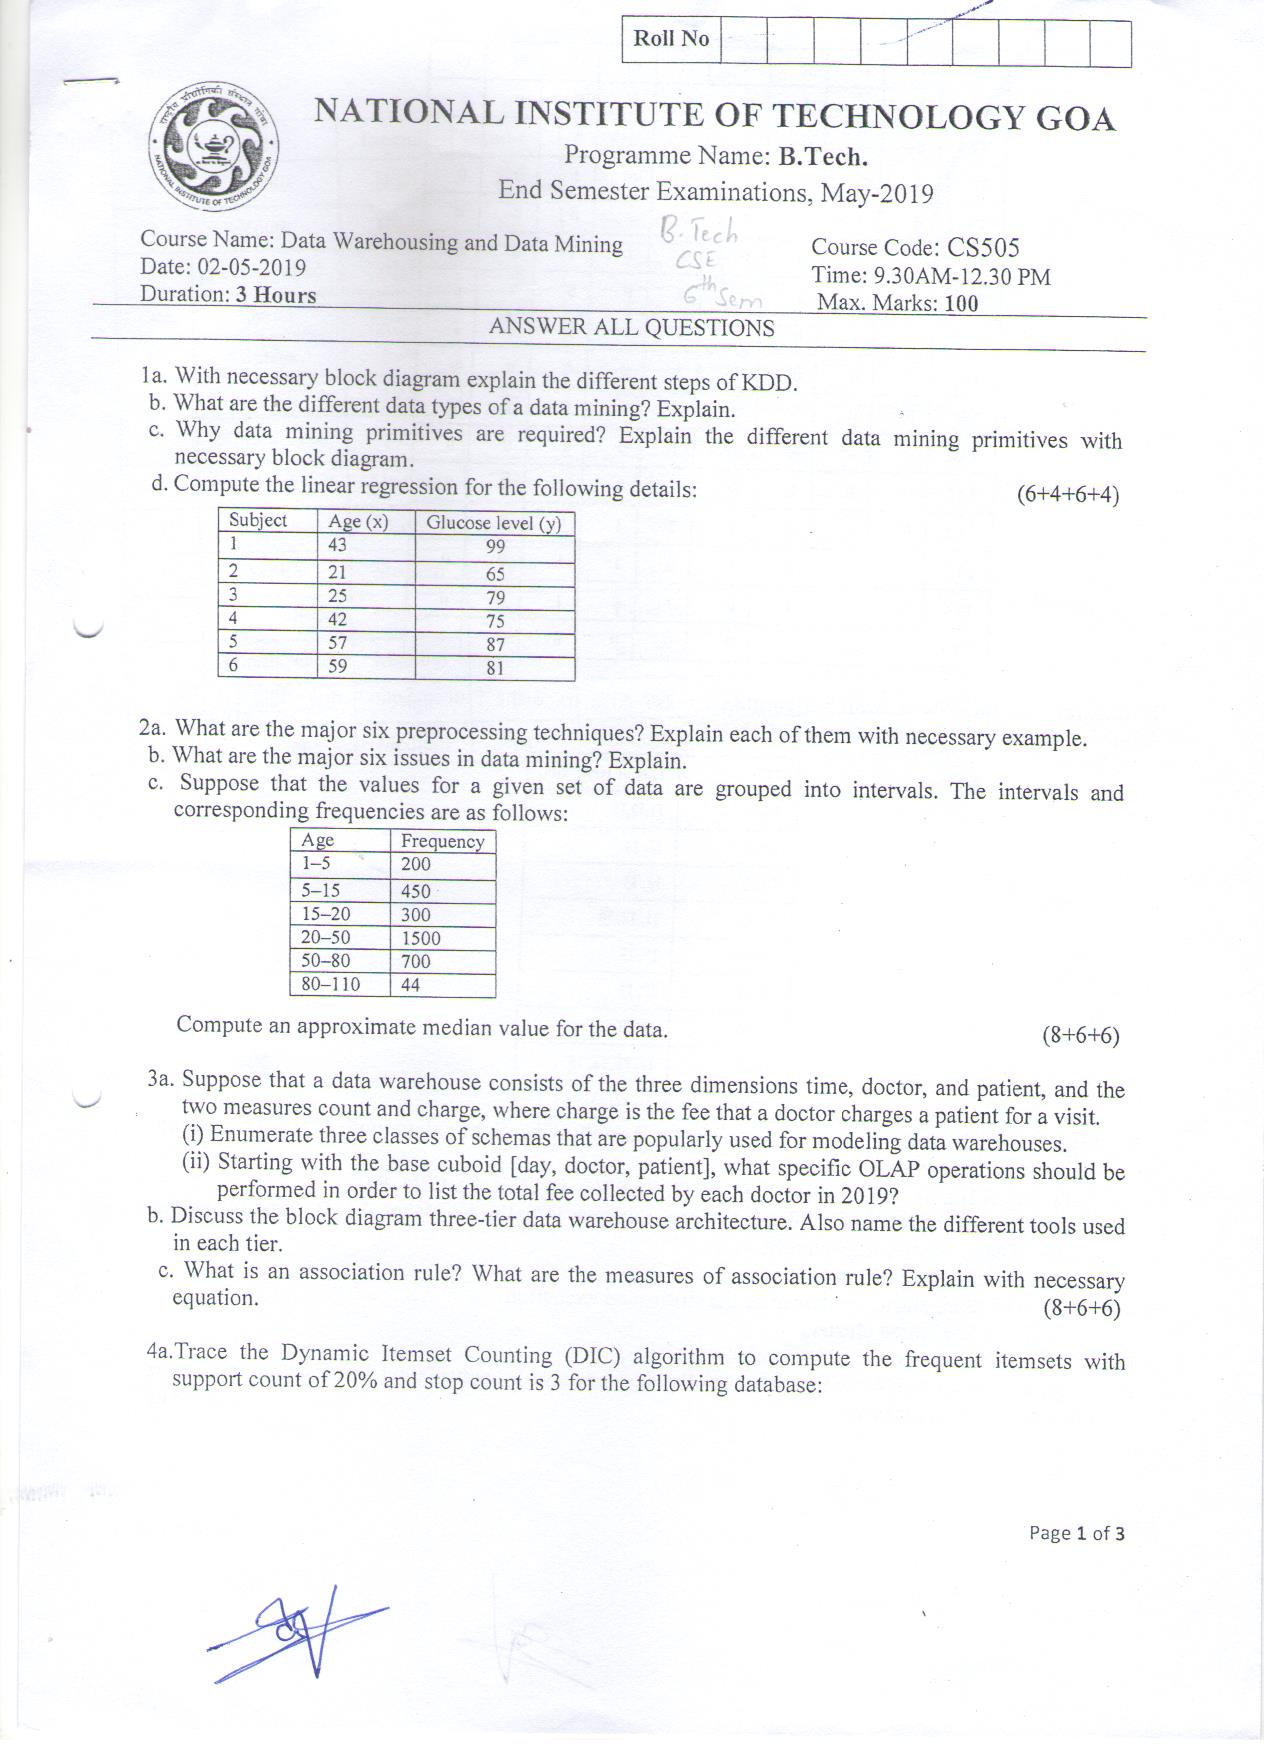 Roll No
NATIONAL INSTITUTE OF TECHNOLOGY GOA
Programme Name: B.Tech.
End Semester Examinations, May-2019
NATIONAL INSTITUTE OF TECHNOLOGY GOA
B.Tech
CSE
6th Sem
Course Name: Data Warehousing and Data Mining
Course Code: CS505
Date: 02-05-2019
Time: 9.30AM-12.30 PM
Duration: 3 Hours
Max. Marks: 100
ANSWER ALL QUESTIONS
1a. With necessary block diagram explain the different steps of KDD.
b. What are the different data types of a data mining? Explain.
c. Why data mining primitives are required? Explain the different data mining primitives with
necessary block diagram.
d. Compute the linear regression for the following details: (6+4+6+4)
Subject Age (x) Glucose level (y)
1 43 99
2 21 65
3 25 79
4 42 75
5 57 87
6 59 81
2a. What are the major six preprocessing techniques? Explain each of them with necessary example.
b. What are the major six issues in data mining? Explain.
c. Suppose that the values for a given set of data are grouped into intervals. The intervals and
corresponding frequencies are as follows:
Age Frequency
1–5 200
5–15 450
15–20 300
20–50 1500
50–80 700
80–110 44
Compute an approximate median value for the data. (8+6+6)
3a. Suppose that a data warehouse consists of the three dimensions time, doctor, and patient, and the
two measures count and charge, where charge is the fee that a doctor charges a patient for a visit.
(i) Enumerate three classes of schemas that are popularly used for modeling data warehouses.
(ii) Starting with the base cuboid [day, doctor, patient], what specific OLAP operations should be
performed in order to list the total fee collected by each doctor in 2019?
b. Discuss the block diagram three-tier data warehouse architecture. Also name the different tools used
in each tier.
c. What is an association rule? What are the measures of association rule? Explain with necessary
equation. (8+6+6)
4a.Trace the Dynamic Itemset Counting (DIC) algorithm to compute the frequent itemsets with
support count of 20% and stop count is 3 for the following database:
Page 1 of 3